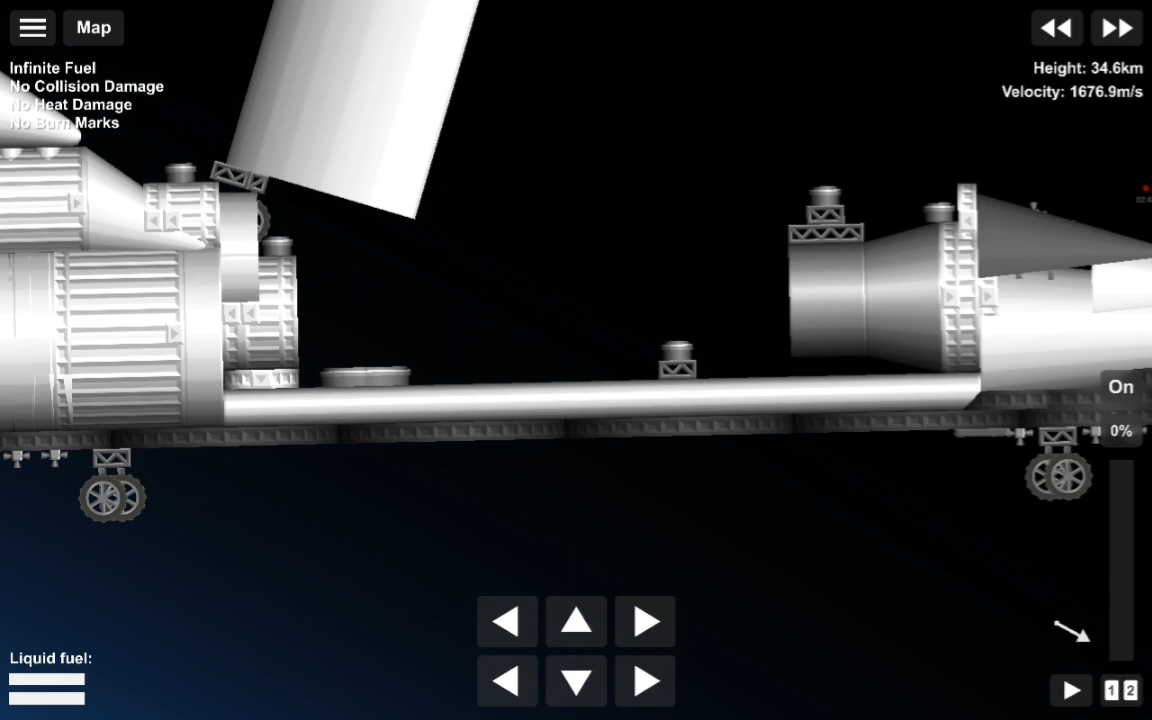 Map
Infinite Fuel
No Collision Damage
No Heat Damage
No Burn Marks
Height: 34.6km
Velocity: 1676.9m/s
On
0%
Liquid fuel:
1 2